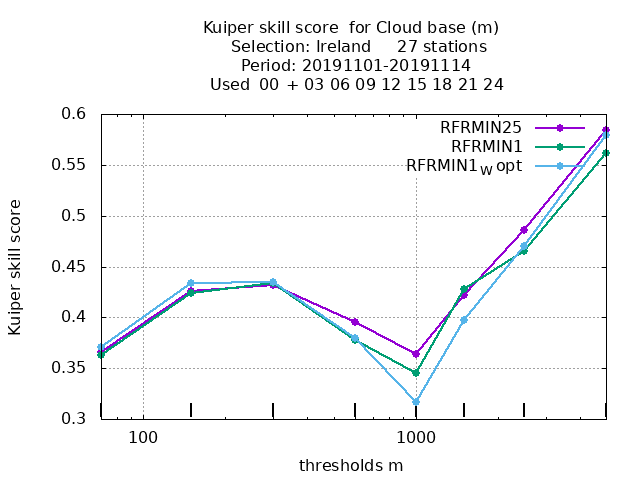 Kuiper skill score for Cloud base (m)
Selection: Ireland 27 stations
Period: 20191101-20191114
Used 00 + 03 06 09 12 15 18 21 24
RFRMIN25
RFRMIN1
RFRMIN1W opt
0.6
0.55
0.5
0.45
0.4
0.35
0.3
Kuiper skill score
100
1000
thresholds m